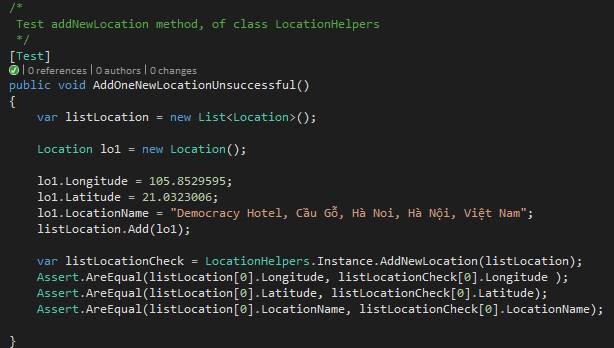 /*
 Test addNewLocation method, of class LocationHelpers
 */
[Test]
0 references | 0 authors | 0 changes
public void AddOneNewLocationUnsuccessful()
{
    var listLocation = new List<Location>();

    Location lo1 = new Location();

    lo1.Longitude = 105.8529595;
    lo1.Latitude = 21.0323006;
    lo1.LocationName = "Democracy Hotel, Cầu Gỗ, Hà Noi, Hà Nội, Việt Nam";
    listLocation.Add(lo1);

    var listLocationCheck = LocationHelpers.Instance.AddNewLocation(listLocation);
    Assert.AreEqual(listLocation[0].Longitude, listLocationCheck[0].Longitude );
    Assert.AreEqual(listLocation[0].Latitude, listLocationCheck[0].Latitude);
    Assert.AreEqual(listLocation[0].LocationName, listLocationCheck[0].LocationName);

}